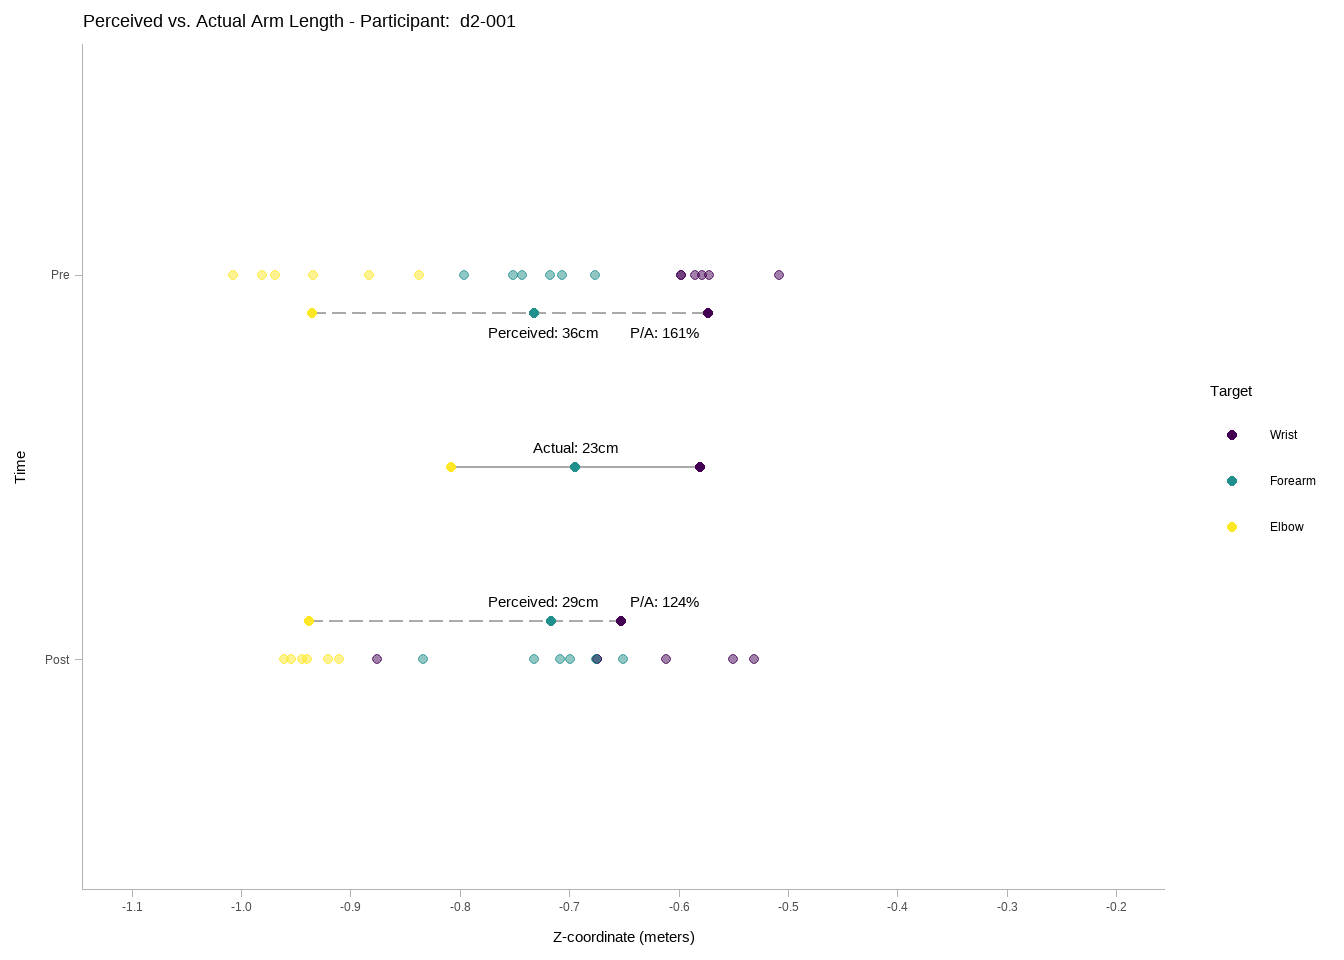 Perceived vs. Actual Arm Length - Participant:  d2-001
Time
Pre
Perceived: 36cm P/A: 161%
Actual: 23cm
Perceived: 29cm P/A: 124%
Post
-1.1 -1.0 -0.9 -0.8 -0.7 -0.6 -0.5 -0.4 -0.3 -0.2
Z-coordinate (meters)
Target
Wrist
Forearm
Elbow